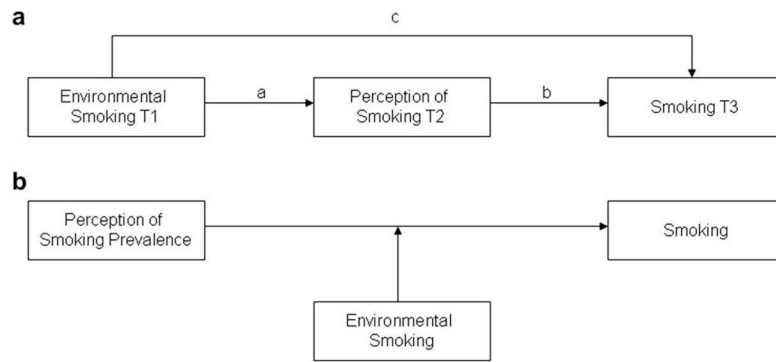 a
c
Environmental
Smoking T1
a
Perception of
Smoking T2
b
Smoking T3
b
Perception of
Smoking Prevalence
Smoking
Environmental
Smoking